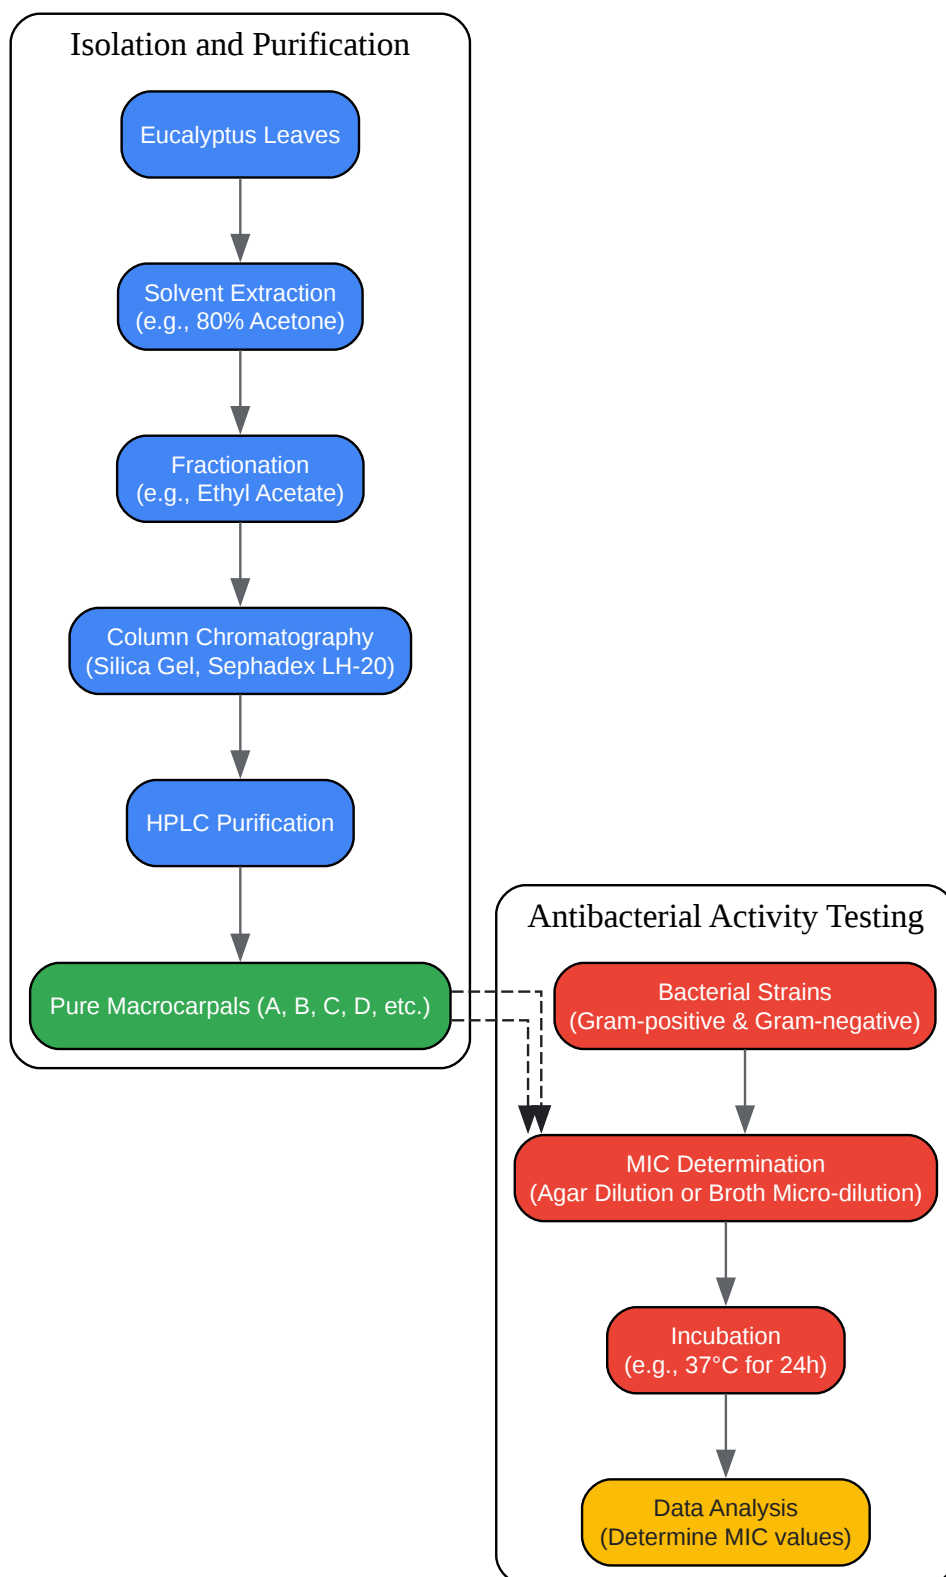 Isolation and Purification
Eucalyptus Leaves
Solvent Extraction
(e.g., 80% Acetone)
Fractionation
(e.g., Ethyl Acetate)
Column Chromatography
(Silica Gel, Sephadex LH-20)
HPLC Purification
Pure Macrocarpals (A, B, C, D, etc.)
Antibacterial Activity Testing
Bacterial Strains
(Gram-positive & Gram-negative)
MIC Determination
(Agar Dilution or Broth Micro-dilution)
Incubation
(e.g., 37°C for 24h)
Data Analysis
(Determine MIC values)